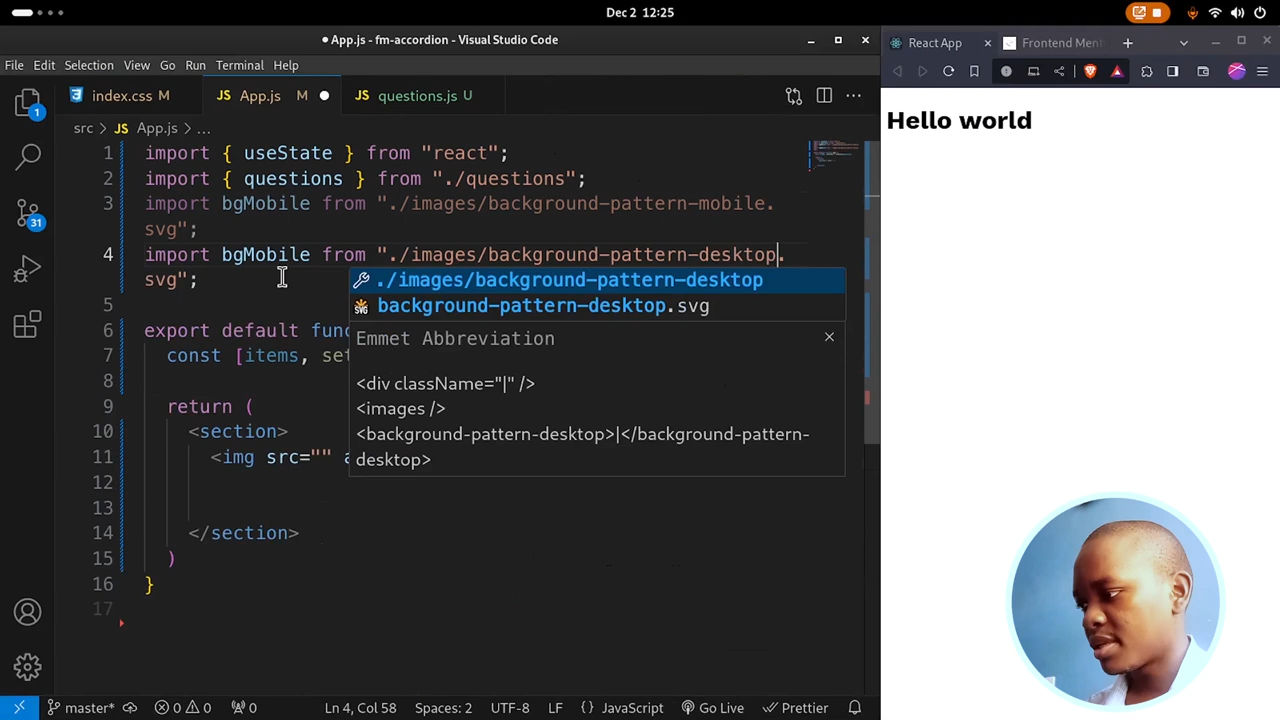 Dec 2 12:25
App.js - fm-accordion - Visual Studio Code
File Edit Selection View Go Run Terminal Help
index.css M
App.js M
questions.js U
src > JS App.js > ...
1 import { useState } from "react";
2 import { questions } from "./questions";
3 import bgMobile from "./images/background-pattern-mobile.
svg";
4 import bgMobile from "./images/background-pattern-desktop.
svg";
./images/background-pattern-desktop
background-pattern-desktop.svg
Emmet Abbreviation
<div className="|" />
<images />
<background-pattern-desktop>|</background-pattern-
desktop>
5
6 export default func
7 const [items, set
8
9 return (
10 <section>
11 <img src="" a
12
13
14 </section>
15 )
16 }
17
1
31
master* 0 0 0 Ln 4, Col 58 Spaces: 2 UTF-8 LF {} JavaScript Go Live Prettier
React App
Frontend Ment
Hello world